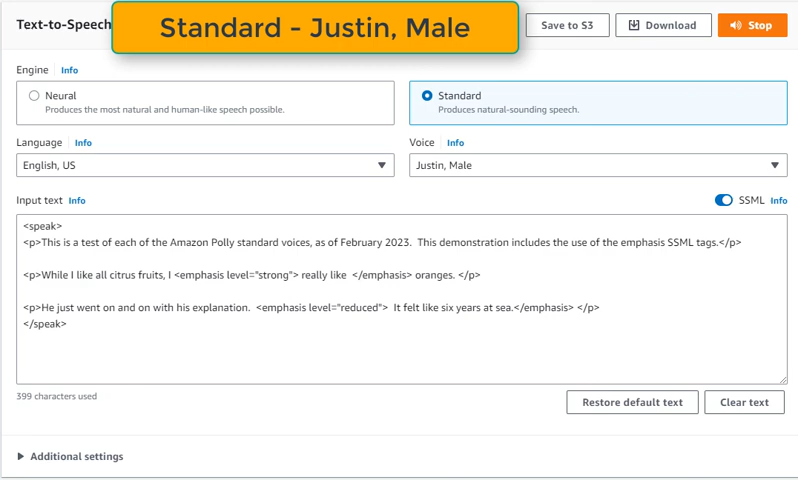 Text-to-Speech
Standard - Justin, Male
Save to S3
Download
Stop
Engine Info
Neural
Produces the most natural and human-like speech possible.
Standard
Produces natural-sounding speech.
Language Info
English, US
Voice Info
Justin, Male
Input text Info
SSML Info
<speak>
<p>This is a test of each of the Amazon Polly standard voices, as of February 2023.  This demonstration includes the use of the emphasis SSML tags.</p>
<p>While I like all citrus fruits, I <emphasis level="strong"> really like  </emphasis> oranges. </p>
<p>He just went on and on with his explanation.  <emphasis level="reduced">  It felt like six years at sea.</emphasis> </p>
</speak>
399 characters used
Restore default text
Clear text
Additional settings